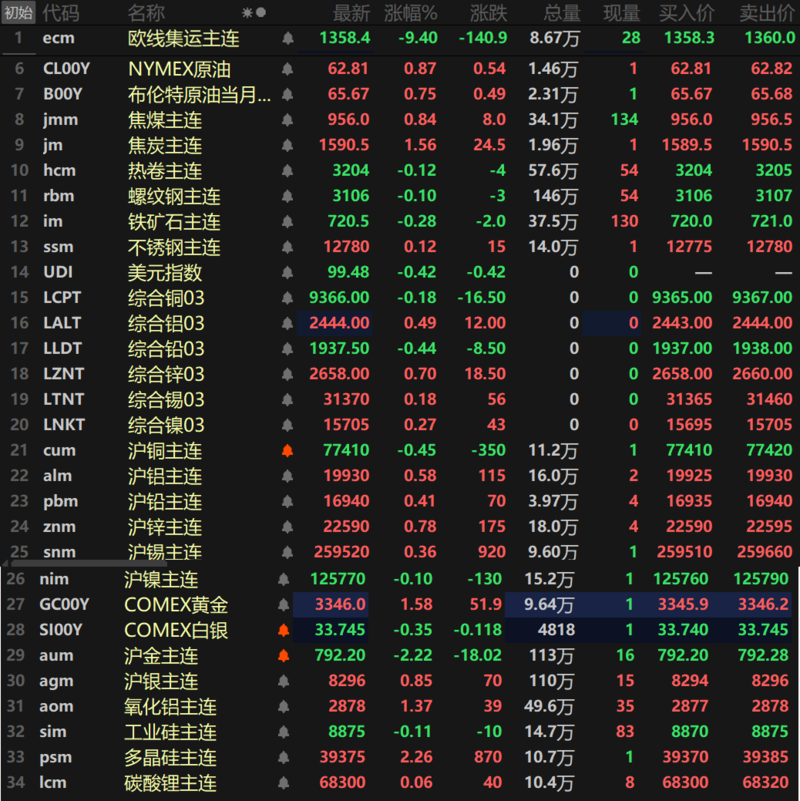 初始 代码 名称 最新 涨幅% 涨跌 总量 现量 买入价 卖出价
1 ecm 欧线集运主连 1358.4 -9.40 -140.9 8.67万 28 1358.3 1360.0
6 CL00Y NYMEX原油 62.81 0.87 0.54 1.46万 1 62.81 62.82
7 B00Y 布伦特原油当月... 65.67 0.75 0.49 2.31万 1 65.67 65.68
8 jmm 焦煤主连 956.0 0.84 8.0 34.1万 134 956.0 956.5
9 jm 焦炭主连 1590.5 1.56 24.5 1.96万 1 1589.5 1590.5
10 hcm 热卷主连 3204 -0.12 -4 57.6万 54 3204 3205
11 rbm 螺纹钢主连 3106 -0.10 -3 146万 54 3106 3107
12 im 铁矿石主连 720.5 -0.28 -2.0 37.5万 130 720.0 721.0
13 ssm 不锈钢主连 12780 0.12 15 14.0万 1 12775 12780
14 UDI 美元指数 99.48 -0.42 -0.42 0 0 — —
15 LCPT 综合铜03 9366.00 -0.18 -16.50 0 0 9365.00 9367.00
16 LALT 综合铝03 2444.00 0.49 12.00 0 0 2443.00 2444.00
17 LLDT 综合铅03 1937.50 -0.44 -8.50 0 0 1937.00 1938.00
18 LZNT 综合锌03 2658.00 0.70 18.50 0 0 2658.00 2660.00
19 LTNT 综合锡03 31370 0.18 56 0 0 31365 31460
20 LNKT 综合镍03 15705 0.27 43 0 0 15695 15705
21 cum 沪铜主连 77410 -0.45 -350 11.2万 1 77410 77420
22 alm 沪铝主连 19930 0.58 115 16.0万 2 19925 19930
23 pbm 沪铅主连 16940 0.41 70 3.97万 4 16935 16940
24 znm 沪锌主连 22590 0.78 175 18.0万 4 22590 22595
25 snm 沪锡主连 259520 0.36 920 9.60万 1 259510 259660
26 nim 沪镍主连 125770 -0.10 -130 15.2万 1 125760 125790
27 GC00Y COMEX黄金 3346.0 1.58 51.9 9.64万 1 3345.9 3346.2
28 SI00Y COMEX白银 33.745 -0.35 -0.118 4818 1 33.740 33.745
29 aum 沪金主连 792.20 -2.22 -18.02 113万 16 792.20 792.28
30 agm 沪银主连 8296 0.85 70 110万 15 8294 8296
31 aom 氧化铝主连 2878 1.37 39 49.6万 35 2877 2878
32 sim 工业硅主连 8875 -0.11 -10 14.7万 83 8870 8875
33 psm 多晶硅主连 39375 2.26 870 10.7万 1 39370 39385
34 lcm 碳酸锂主连 68300 0.06 40 10.4万 8 68300 68320